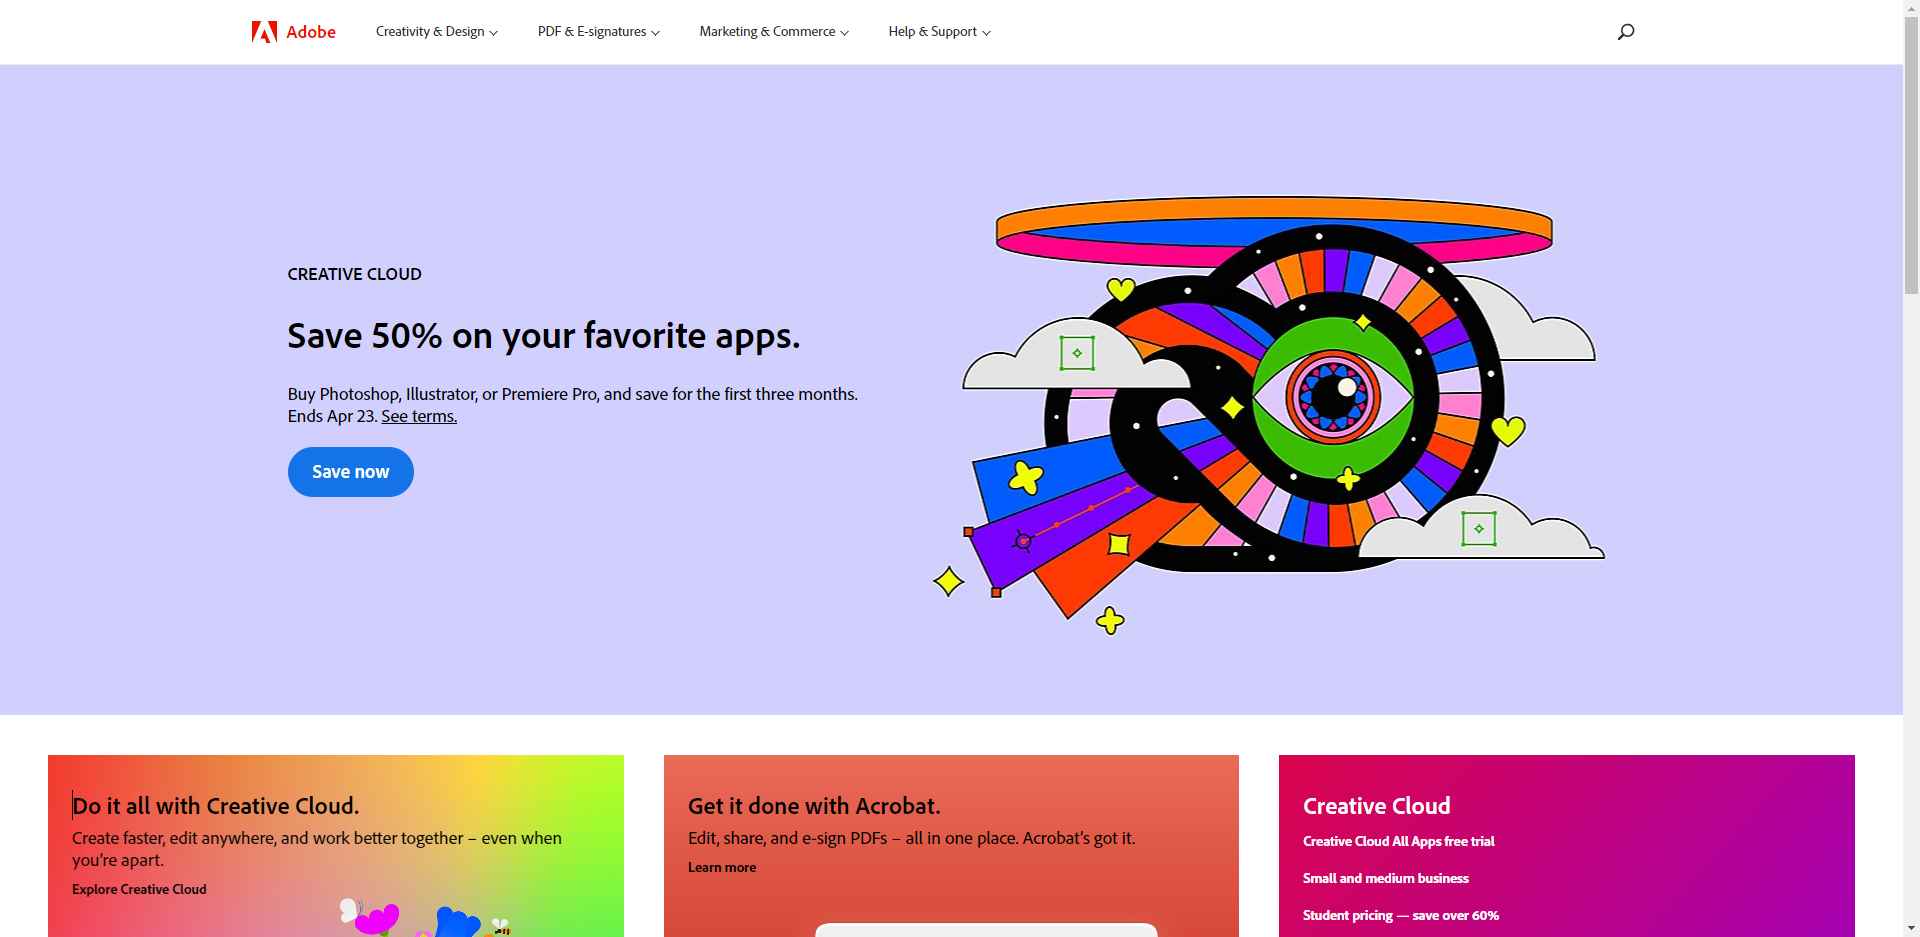 Adobe
Creativity & Design
PDF & E-signatures
Marketing & Commerce
Help & Support
CREATIVE CLOUD
Save 50% on your favorite apps.
Buy Photoshop, Illustrator, or Premiere Pro, and save for the first three months.
Ends Apr 23. See terms.
Save now
Do it all with Creative Cloud.
Create faster, edit anywhere, and work better together – even when
you’re apart.
Explore Creative Cloud
Get it done with Acrobat.
Edit, share, and e-sign PDFs – all in one place. Acrobat’s got it.
Learn more
Creative Cloud
Creative Cloud All Apps free trial
Small and medium business
Student pricing — save over 60%